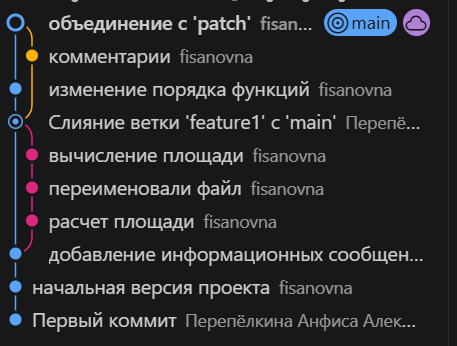 объединение с 'patch' fisan... main
комментарии fisanovna
изменение порядка функций fisanovna
Слияние ветки 'feature1' с 'main' Перепё...
вычисление площади fisanovna
переименовали файл fisanovna
расчет площади fisanovna
добавление информационных сообщен...
начальная версия проекта fisanovna
Первый коммит Перепёлкина Анфиса Алек...